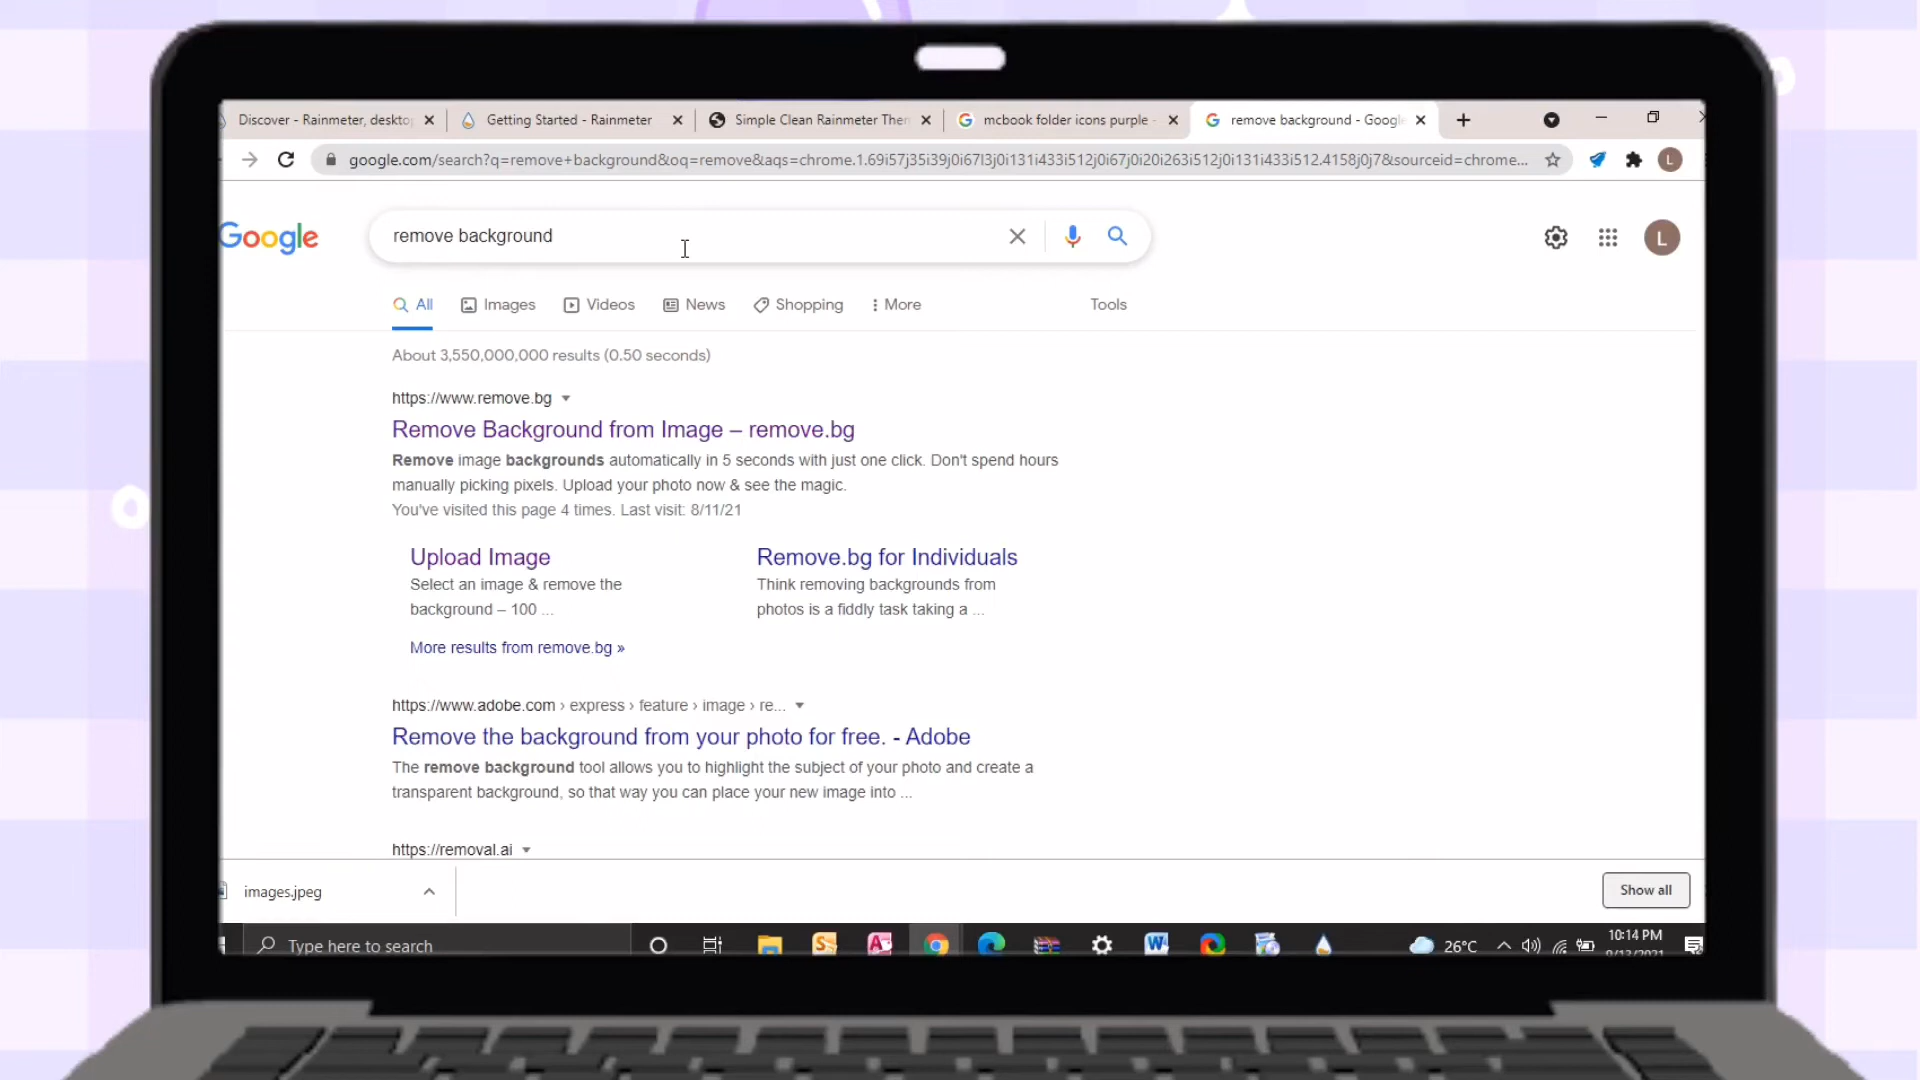 Discover - Rainmeter, deskto
Getting Started - Rainmeter
Simple Clean Rainmeter Them
mcbook folder icons purple -
remove background - Google
google.com/search?q=remove+background&oq=remove&aqs=chrome.1.69i57j35i39j0i67l3j0i131i433i512j0i67j0i20i263i512j0i131i433i512.4158j0j7&sourceid=chrome...
L
Google
remove background
L
All
Images
Videos
News
Shopping
More
Tools
About 3,550,000,000 results (0.50 seconds)
https://www.remove.bg
Remove Background from Image – remove.bg
Remove image backgrounds automatically in 5 seconds with just one click. Don't spend hours
manually picking pixels. Upload your photo now & see the magic.
You've visited this page 4 times. Last visit: 8/11/21
Upload Image
Remove.bg for Individuals
Select an image & remove the
Think removing backgrounds from
background – 100 ...
photos is a fiddly task taking a ...
More results from remove.bg »
https://www.adobe.com › express › feature › image › re...
Remove the background from your photo for free. - Adobe
The remove background tool allows you to highlight the subject of your photo and create a
transparent background, so that way you can place your new image into ...
https://removal.ai
images.jpeg
Show all
Type here to search
26°C
10:14 PM